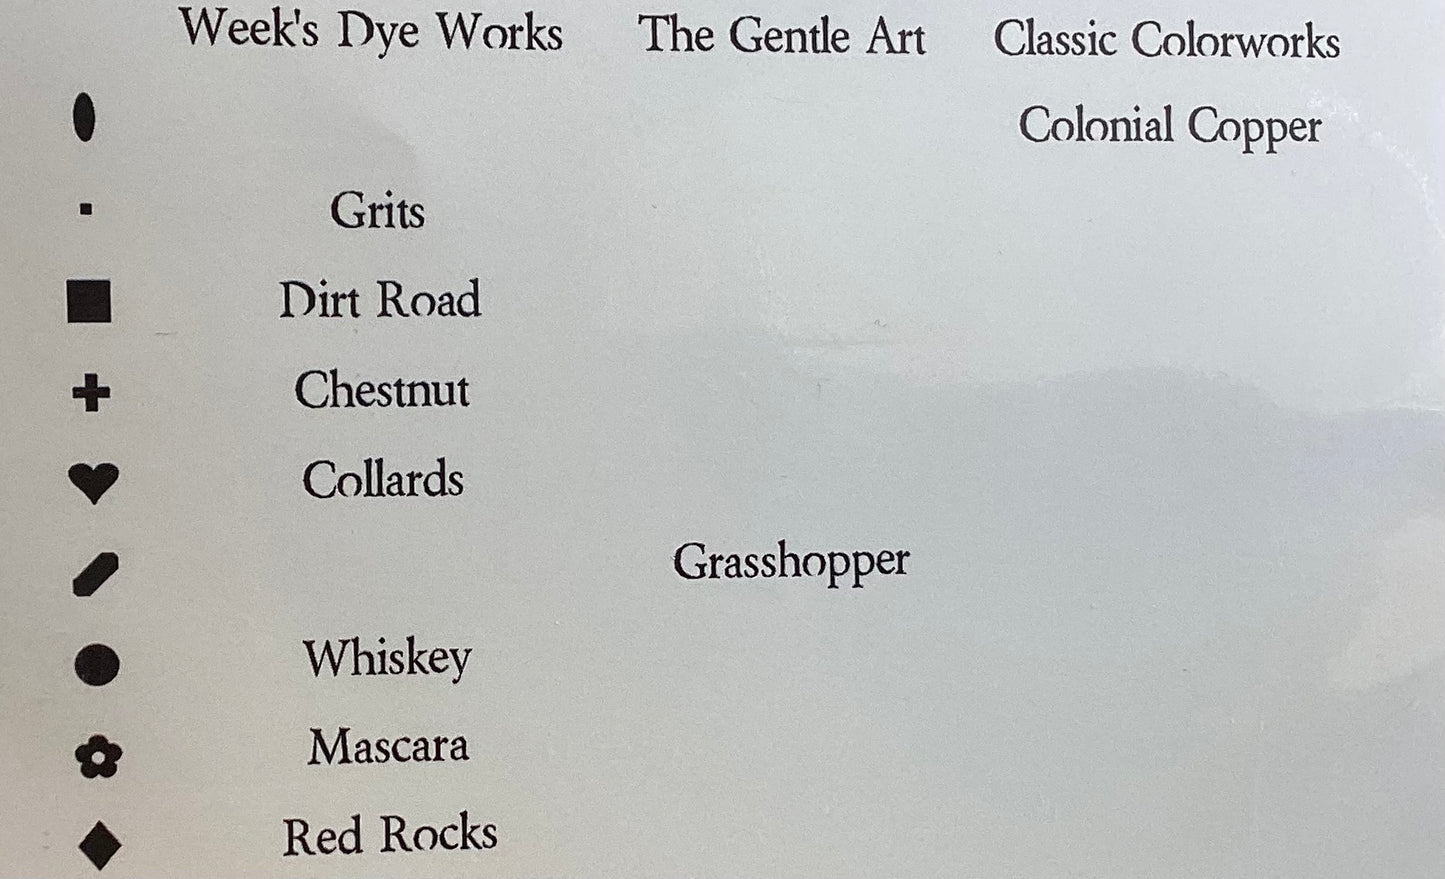 Week's Dye Works The Gentle Art Classic Colorworks
Colonial Copper
Grits
Dirt Road
Chestnut
Collards
Grasshopper
Whiskey
Mascara
Red Rocks